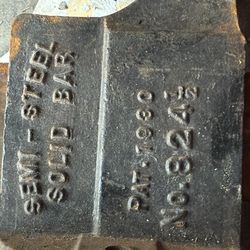 SEMI-STEEL
SOLID BAR
PAT. 1930
No. 824½